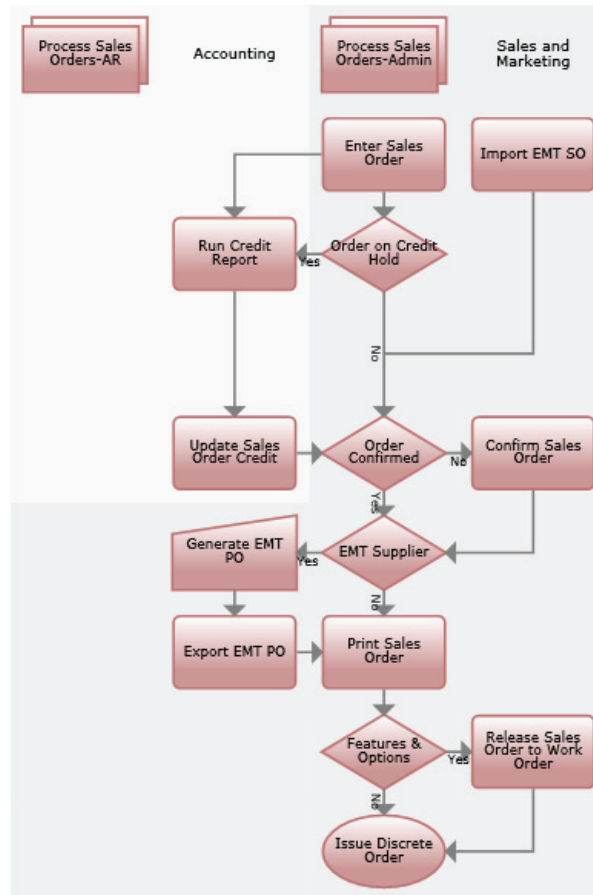 Process Sales
Orders-AR
Accounting
Process Sales
Orders-Admin
Sales and
Marketing
Enter Sales
Order
Import EMT SO
Run Credit
Report
Yes
Order on Credit
Hold
No
Update Sales
Order Credit
Order
Confirmed
No
Confirm Sales
Order
Yes
Generate EMT
PO
Yes
EMT Supplier
No
Export EMT PO
Print Sales
Order
Features &
Options
Yes
Release Sales
Order to Work
Order
No
Issue Discrete
Order